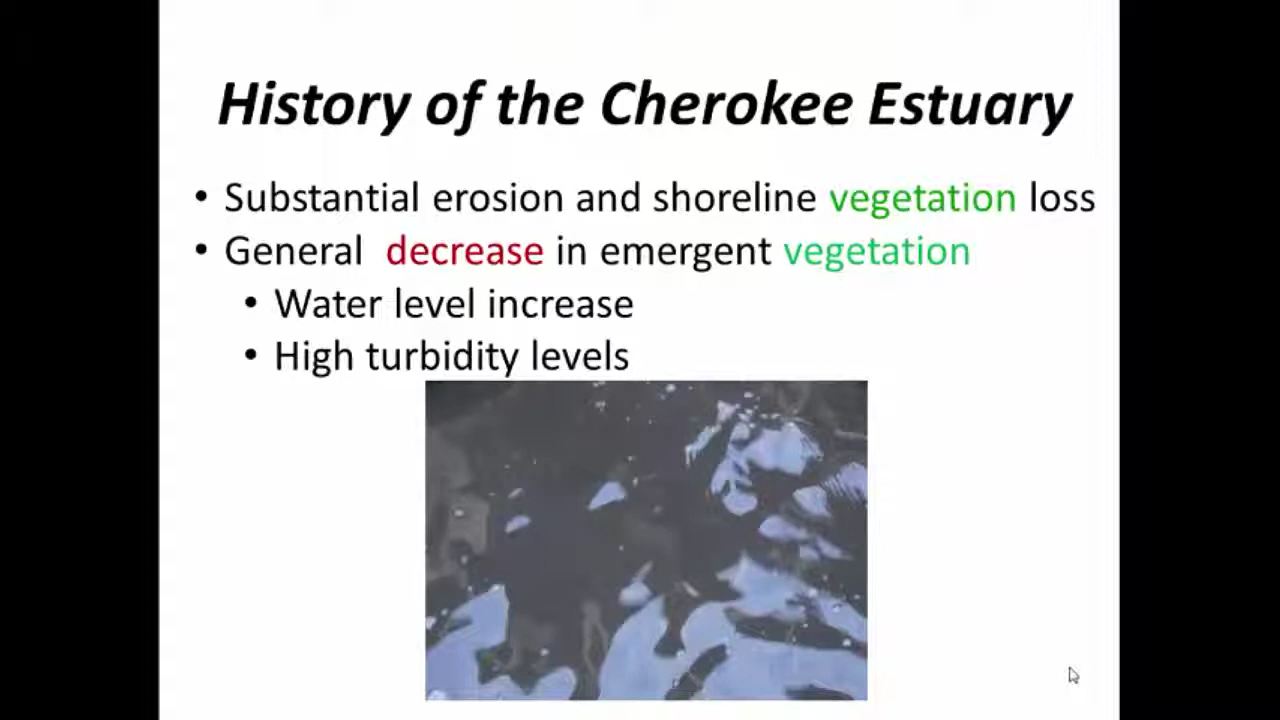 History of the Cherokee Estuary
• Substantial erosion and shoreline vegetation loss
• General decrease in emergent vegetation
• Water level increase
• High turbidity levels